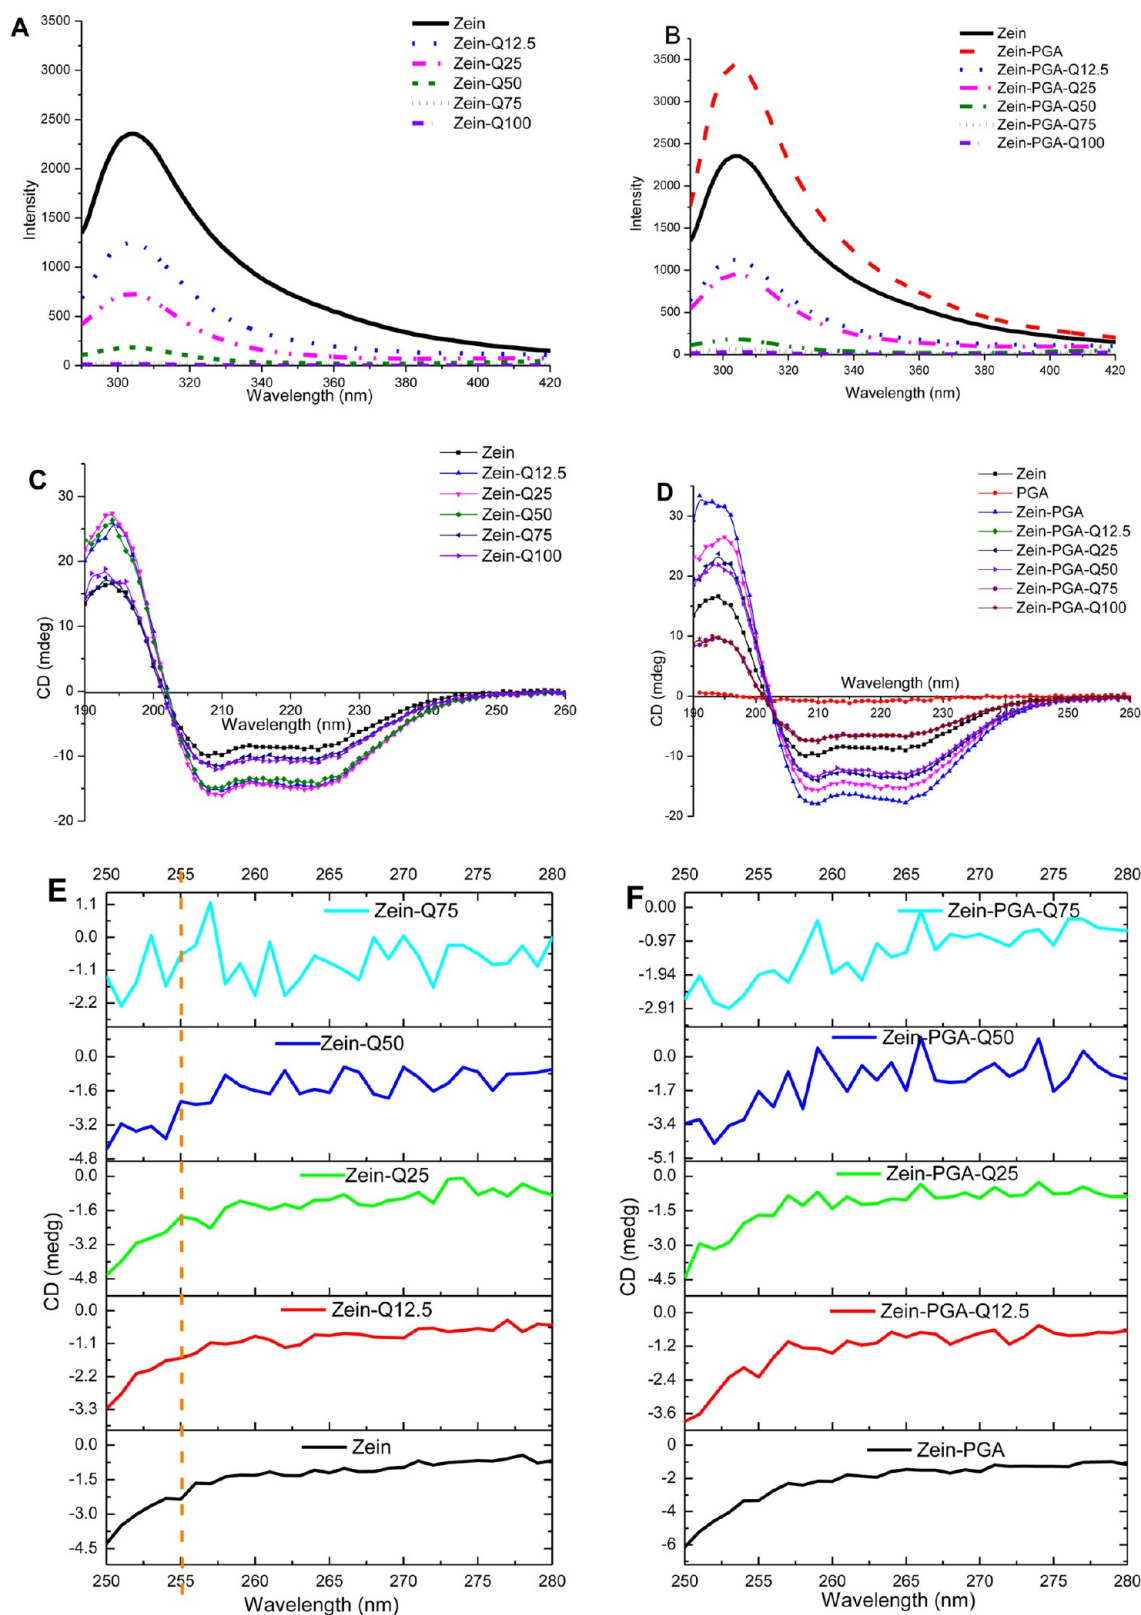 A
3500
3000
2500
2000
1500
1000
500
0
Intensity
300 320 340 360 380 400 420
Wavelength (nm)
Zein
Zein-Q12.5
Zein-Q25
Zein-Q50
Zein-Q75
Zein-Q100
B
3500
3000
2500
2000
1500
1000
500
0
Intensity
300 320 340 360 380 400 420
Wavelength (nm)
Zein
Zein-PGA
Zein-PGA-Q12.5
Zein-PGA-Q25
Zein-PGA-Q50
Zein-PGA-Q75
Zein-PGA-Q100
C
30
20
10
0
-10
-20
CD (mdeg)
190 200 210 220 230 240 250 260
Wavelength (nm)
Zein
Zein-Q12.5
Zein-Q25
Zein-Q50
Zein-Q75
Zein-Q100
D
30
20
10
0
-10
-20
CD (mdeg)
Wavelength (nm)
190 200 210 220 230 240 250 260
Zein
PGA
Zein-PGA
Zein-PGA-Q12.5
Zein-PGA-Q25
Zein-PGA-Q50
Zein-PGA-Q75
Zein-PGA-Q100
E
250 255 260 265 270 275 280
1.1
0.0
-1.1
-2.2
Zein-Q75
0.0
-1.6
-3.2
-4.8
Zein-Q50
0.0
-1.6
-3.2
-4.8
Zein-Q25
0.0
-1.1
-2.2
-3.3
Zein-Q12.5
0.0
-1.5
-3.0
-4.5
Zein
CD (medg)
250 255 260 265 270 275 280
Wavelength (nm)
F
250 255 260 265 270 275 280
0.00
-0.97
-1.94
-2.91
Zein-PGA-Q75
0.0
-1.7
-3.4
-5.1
Zein-PGA-Q50
0.0
-1.5
-3.0
-4.5
Zein-PGA-Q25
0.0
-1.2
-2.4
-3.6
Zein-PGA-Q12.5
0
-2
-4
-6
Zein-PGA
CD (medg)
250 255 260 265 270 275 280
Wavelength (nm)